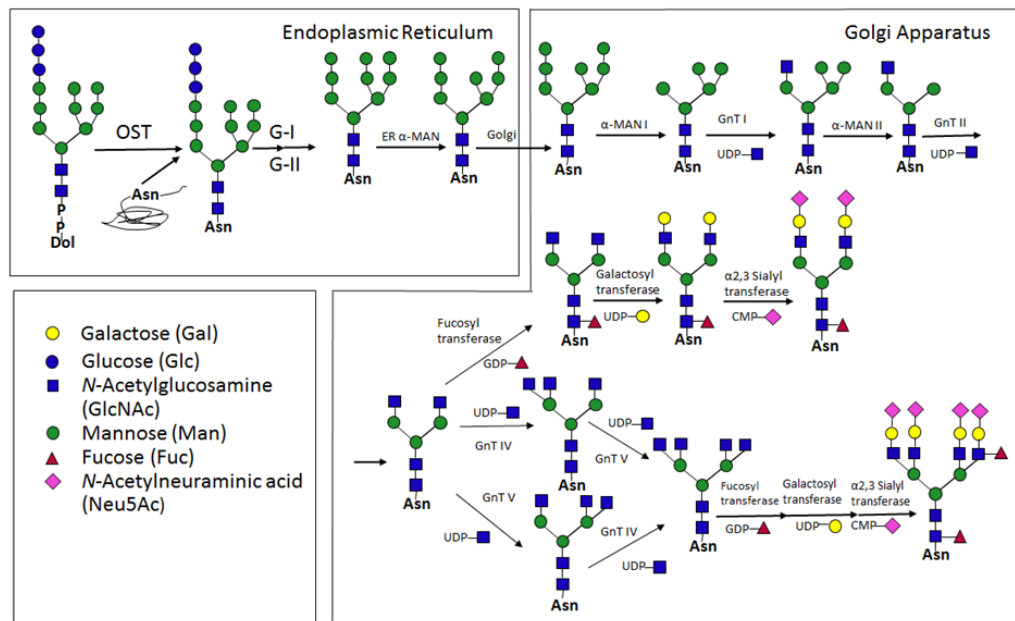 Endoplasmic Reticulum
Golgi Apparatus
OST
G-I
G-II
ER α-MAN
Golgi
α-MAN I
GnT I
UDP
α-MAN II
GnT II
UDP
Asn
P
P
Dol
Asn
Asn
Asn
Asn
Asn
Asn
Asn
Galactosyl
transferase
UDP
α2,3 Sialyl
transferase
CMP
Asn
Asn
Asn
Fucosyl
transferase
GDP
Galactose (Gal)
Glucose (Glc)
N-Acetylglucosamine
(GlcNAc)
Mannose (Man)
Fucose (Fuc)
N-Acetylneuraminic acid
(Neu5Ac)
Asn
UDP
GnT IV
Asn
UDP
GnT V
GnT V
UDP
Asn
GnT IV
UDP
Asn
Fucosyl
transferase
GDP
Galactosyl
transferase
UDP
α2,3 Sialyl
transferase
CMP
Asn